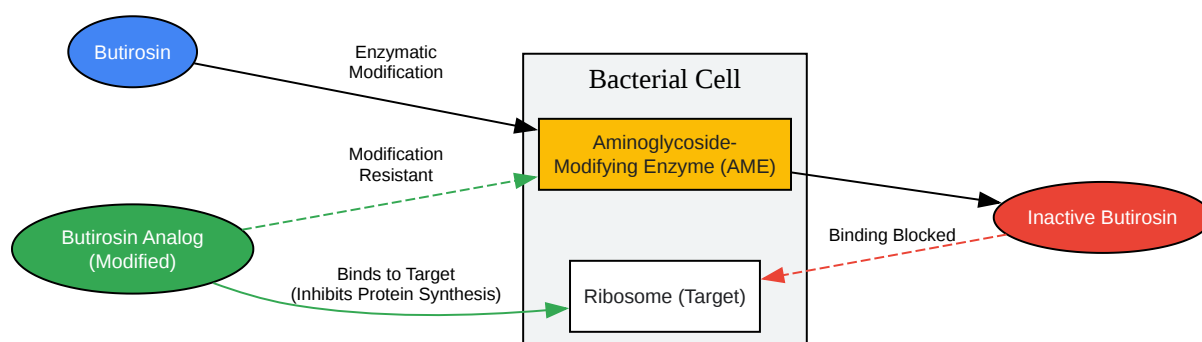 Butirosin
Enzymatic
Modification
Bacterial Cell
Aminoglycoside-
Modifying Enzyme (AME)
Modification
Resistant
Butirosin Analog
(Modified)
Inactive Butirosin
Binding Blocked
Binds to Target
(Inhibits Protein Synthesis)
Ribosome (Target)